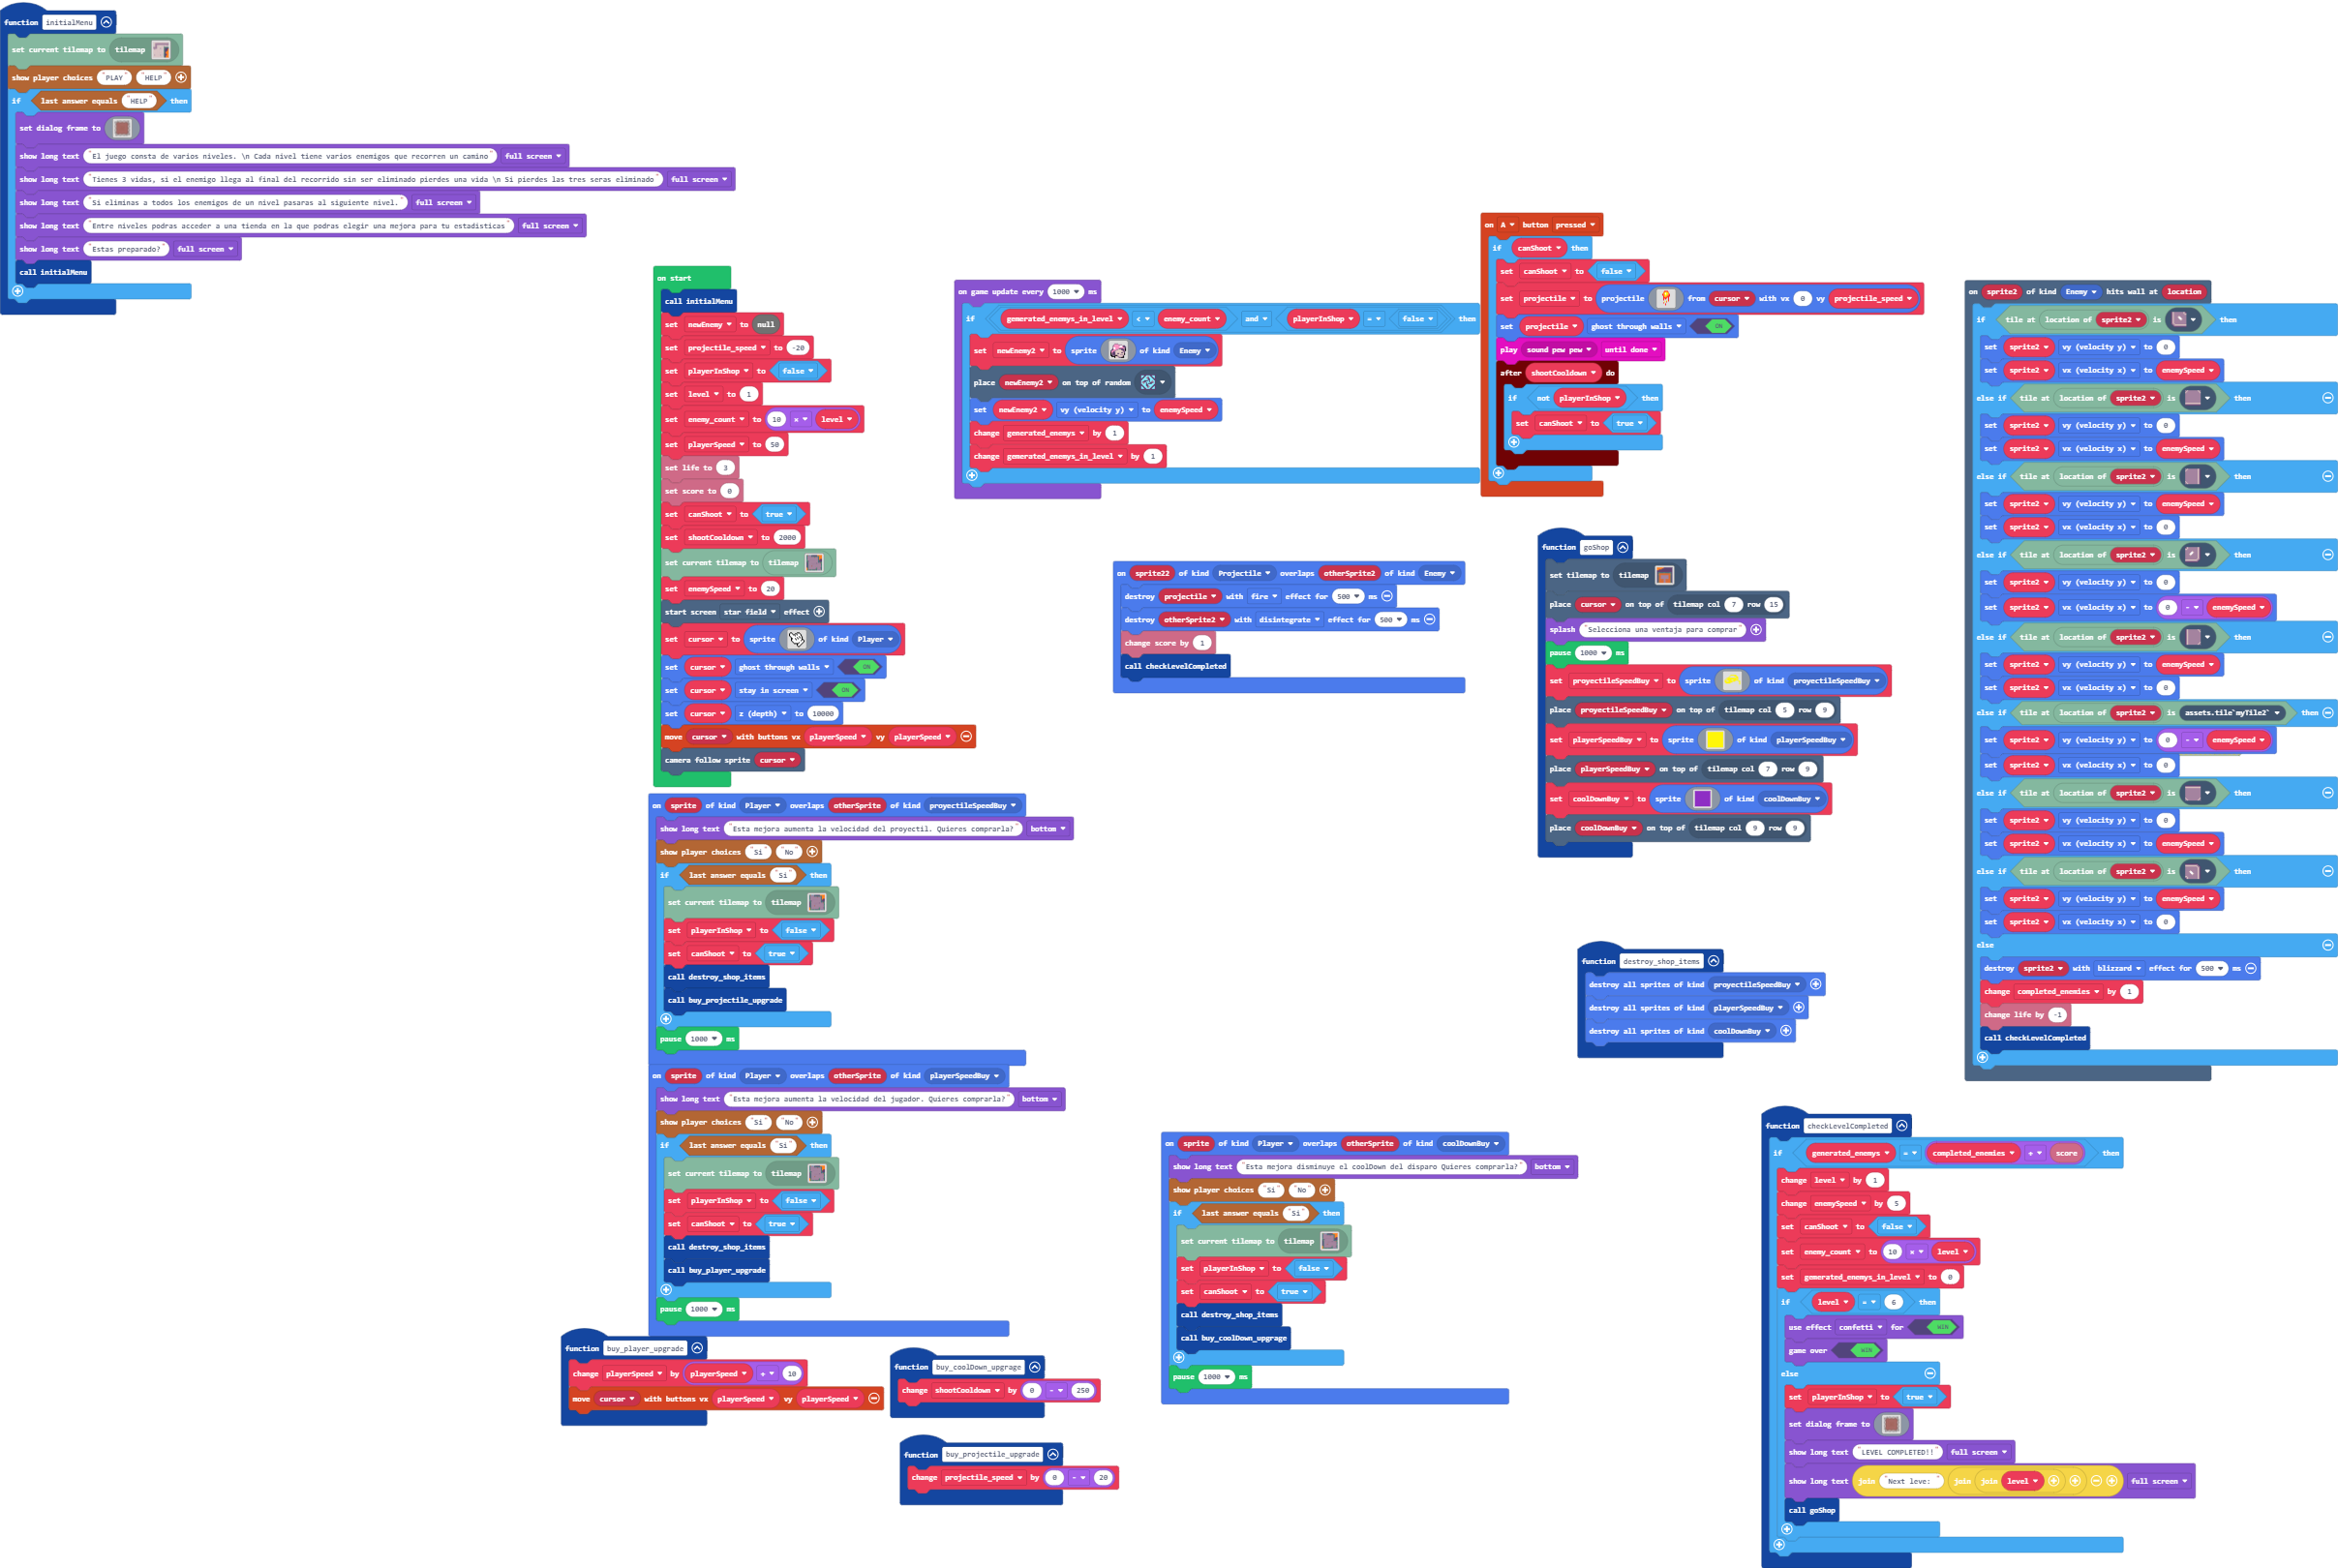 function initialMenu
set current tilemap to tilemap
show player choices "PLAY" "HELP"
if last answer equals "HELP" then
set dialog frame to
show long text "El juego consta de varios niveles. \n Cada nivel tiene varios enemigos que recorren un camino" full screen
show long text "Tienes 3 vidas, si el enemigo llega al final del recorrido sin ser eliminado pierdes una vida \n Si pierdes las tres seras eliminado" full screen
show long text "Si eliminas a todos los enemigos de un nivel pasaras al siguiente nivel." full screen
show long text "Entre niveles podras acceder a una tienda en la que podras elegir una mejora para tu estadisticas" full screen
show long text "Estas preparado?" full screen
call initialMenu
on start
call initialMenu
set newEnemy to null
set projectile_speed to -20
set playerInShop to false
set level to 1
set enemy_count to 10 × level
set playerSpeed to 50
set life to 3
set score to 0
set canShoot to true
set shootCooldown to 2000
set current tilemap to tilemap
set enemySpeed to 20
start screen star field effect
set cursor to sprite of kind Player
set cursor ghost through walls ON
set cursor stay in screen ON
set cursor z (depth) to 10000
move cursor with buttons vx playerSpeed vy playerSpeed
camera follow sprite cursor
on game update every 1000 ms
if generated_enemys_in_level < enemy_count and playerInShop = false then
set newEnemy2 to sprite of kind Enemy
place newEnemy2 on top of random
set newEnemy2 vy (velocity y) to enemySpeed
change generated_enemys by 1
change generated_enemys_in_level by 1
on A button pressed
if canShoot then
set canShoot to false
set projectile to projectile from cursor with vx 0 vy projectile_speed
set projectile ghost through walls ON
play sound pew pew until done
after shootCooldown do
if not playerInShop then
set canShoot to true
on sprite22 of kind Projectile overlaps otherSprite2 of kind Enemy
destroy projectile with fire effect for 500 ms
destroy otherSprite2 with disintegrate effect for 500 ms
change score by 1
call checkLevelCompleted
function goShop
set tilemap to tilemap
place cursor on top of tilemap col 7 row 15
splash "Selecciona una ventaja para comprar"
pause 1000 ms
set proyectileSpeedBuy to sprite of kind proyectileSpeedBuy
place proyectileSpeedBuy on top of tilemap col 5 row 9
set playerSpeedBuy to sprite of kind playerSpeedBuy
place playerSpeedBuy on top of tilemap col 7 row 9
set coolDownBuy to sprite of kind coolDownBuy
place coolDownBuy on top of tilemap col 9 row 9
on sprite2 of kind Enemy hits wall at location
if tile at location of sprite2 is then
set sprite2 vy (velocity y) to 0
set sprite2 vx (velocity x) to enemySpeed
else if tile at location of sprite2 is then
set sprite2 vy (velocity y) to 0
set sprite2 vx (velocity x) to enemySpeed
else if tile at location of sprite2 is then
set sprite2 vy (velocity y) to enemySpeed
set sprite2 vx (velocity x) to 0
else if tile at location of sprite2 is then
set sprite2 vy (velocity y) to 0
set sprite2 vx (velocity x) to 0 - enemySpeed
else if tile at location of sprite2 is then
set sprite2 vy (velocity y) to enemySpeed
set sprite2 vx (velocity x) to 0
else if tile at location of sprite2 is assets.tile`myTile2` then
set sprite2 vy (velocity y) to 0 - enemySpeed
set sprite2 vx (velocity x) to 0
else if tile at location of sprite2 is then
set sprite2 vy (velocity y) to 0
set sprite2 vx (velocity x) to enemySpeed
else if tile at location of sprite2 is then
set sprite2 vy (velocity y) to enemySpeed
set sprite2 vx (velocity x) to 0
else
destroy sprite2 with blizzard effect for 500 ms
change completed_enemies by 1
change life by -1
call checkLevelCompleted
on sprite of kind Player overlaps otherSprite of kind proyectileSpeedBuy
show long text "Esta mejora aumenta la velocidad del proyectil. Quieres comprarla?" bottom
show player choices "Si" "No"
if last answer equals "Si" then
set current tilemap to tilemap
set playerInShop to false
set canShoot to true
call destroy_shop_items
call buy_projectile_upgrade
pause 1000 ms
on sprite of kind Player overlaps otherSprite of kind playerSpeedBuy
show long text "Esta mejora aumenta la velocidad del jugador. Quieres comprarla?" bottom
show player choices "Si" "No"
if last answer equals "Si" then
set current tilemap to tilemap
set playerInShop to false
set canShoot to true
call destroy_shop_items
call buy_player_upgrade
pause 1000 ms
function destroy_shop_items
destroy all sprites of kind proyectileSpeedBuy
destroy all sprites of kind playerSpeedBuy
destroy all sprites of kind coolDownBuy
on sprite of kind Player overlaps otherSprite of kind coolDownBuy
show long text "Esta mejora disminuye el coolDown del disparo Quieres comprarla?" bottom
show player choices "Si" "No"
if last answer equals "Si" then
set current tilemap to tilemap
set playerInShop to false
set canShoot to true
call destroy_shop_items
call buy_coolDown_upgrage
pause 1000 ms
function buy_player_upgrade
change playerSpeed by playerSpeed + 10
move cursor with buttons vx playerSpeed vy playerSpeed
function buy_coolDown_upgrage
change shootCooldown by 0 - 250
function buy_projectile_upgrade
change projectile_speed by 0 - 20
function checkLevelCompleted
if generated_enemys = completed_enemies + score then
change level by 1
change enemySpeed by 5
set canShoot to false
set enemy_count to 10 × level
set generated_enemys_in_level to 0
if level = 6 then
use effect confetti for WIN
game over WIN
else
set playerInShop to true
set dialog frame to
show long text "LEVEL COMPLETED!!" full screen
show long text join "Next leve: " join join level full screen
call goShop